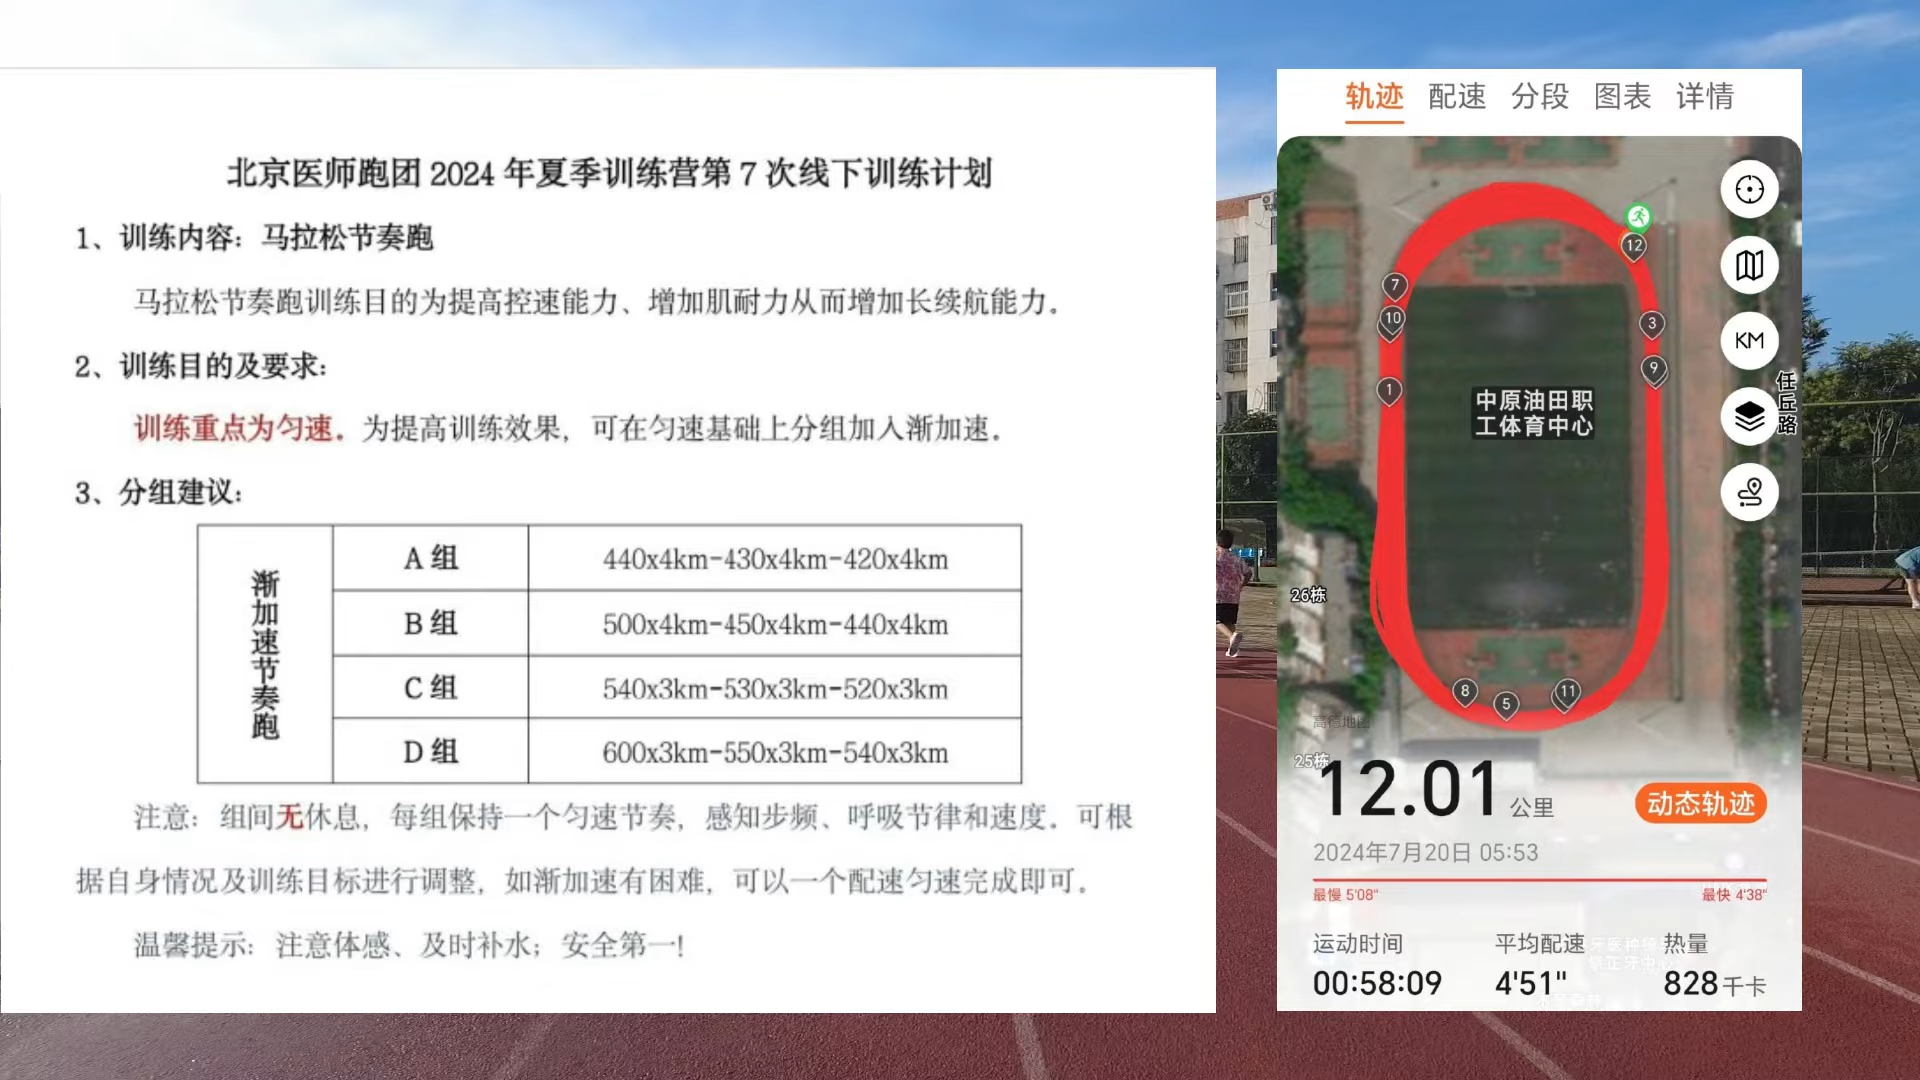 北京医师跑团 2024 年夏季训练营第 7 次线下训练计划
1、训练内容：马拉松节奏跑
马拉松节奏跑训练目的为提高控速能力、增加肌耐力从而增加长续航能力。
2、训练目的及要求：
训练重点为匀速。为提高训练效果，可在匀速基础上分组加入渐加速。
3、分组建议：
渐加速节奏跑
A 组 440x4km-430x4km-420x4km
B 组 500x4km-450x4km-440x4km
C 组 540x3km-530x3km-520x3km
D 组 600x3km-550x3km-540x3km
注意：组间无休息，每组保持一个匀速节奏，感知步频、呼吸节律和速度。可根
据自身情况及训练目标进行调整，如渐加速有困难，可以一个配速匀速完成即可。
温馨提示：注意体感、及时补水；安全第一！
轨迹 配速 分段 图表 详情
12
7
10
3
KM
9
1
任丘路
中原油田职
工体育中心
26栋
8
5
11
高德地图
25栋
12.01 公里
动态轨迹
2024年7月20日 05:53
最慢 5'08" 最快 4'38"
运动时间 平均配速 热量
00:58:09 4'51" 828 千卡